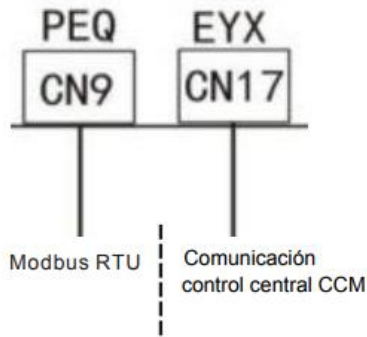 PEQ EYX
CN9 CN17
Modbus RTU
Comunicación
control central CCM